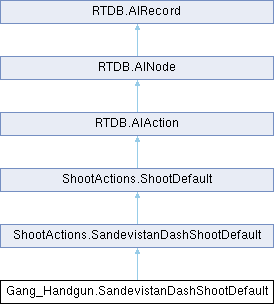 RTDB.AIRecord
RTDB.AINode
RTDB.AIAction
ShootActions.ShootDefault
ShootActions.SandevistanDashShootDefault
Gang_Handgun.SandevistanDashShootDefault